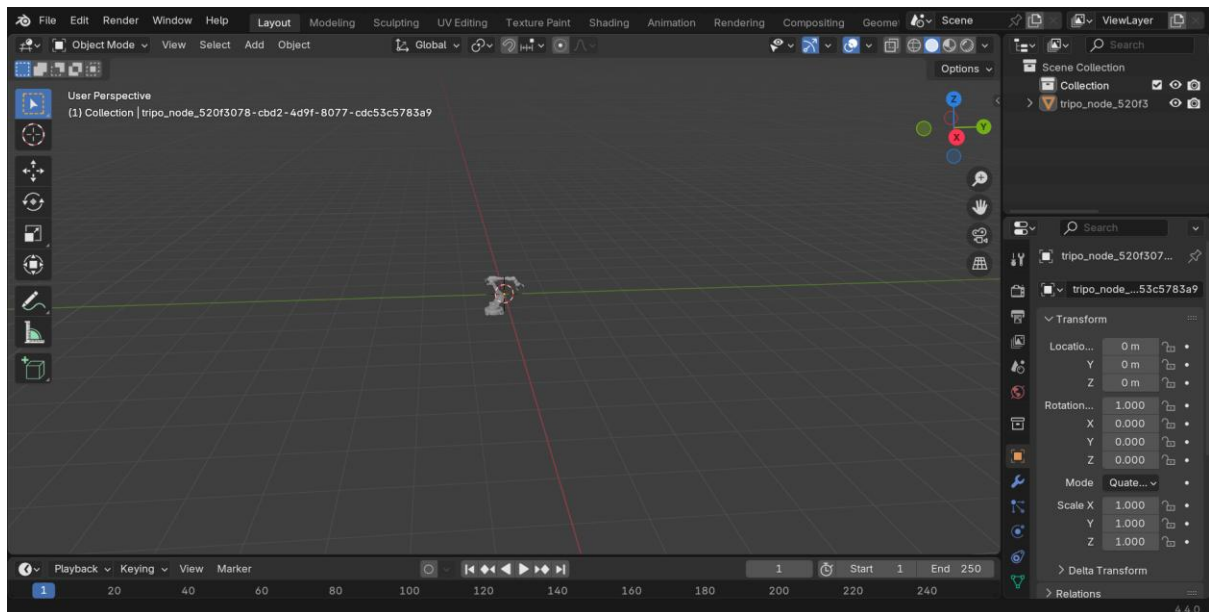 File Edit Render Window Help Layout Modeling Sculpting UV Editing Texture Paint Shading Animation Rendering Compositing Geome Scene ViewLayer
Object Mode View Select Add Object Global Search
Options
User Perspective
(1) Collection | tripo_node_520f3078-cbd2-4d9f-8077-cdc53c5783a9
Z
Y
X
Scene Collection
Collection
tripo_node_520f3
Search
tripo_node_520f307...
tripo_node_...53c5783a9
Transform
Locatio... 0 m
Y 0 m
Z 0 m
Rotation... 1.000
X 0.000
Y 0.000
Z 0.000
Mode Quate...
Scale X 1.000
Y 1.000
Z 1.000
Delta Transform
Relations
Playback Keying View Marker 1 Start 1 End 250
1 20 40 60 80 100 120 140 160 180 200 220 240
4.4.0